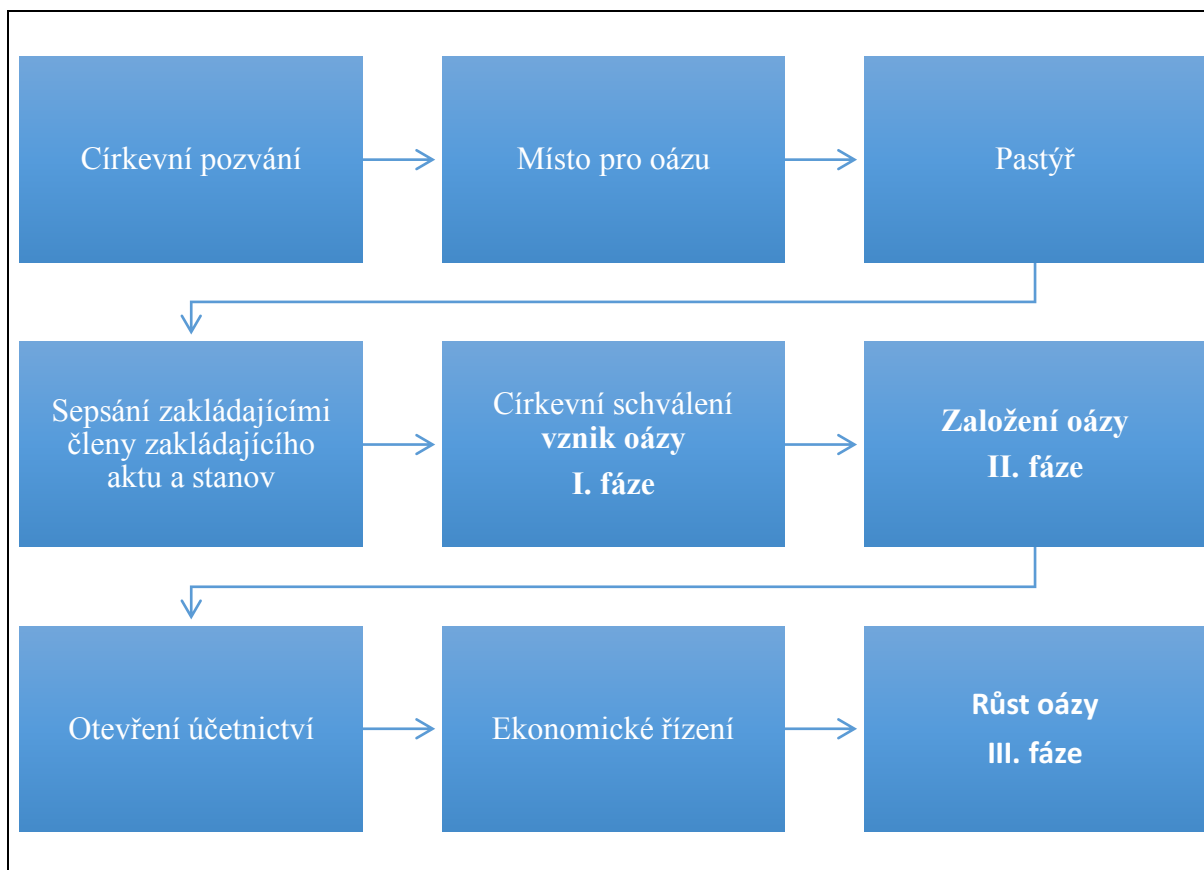 Církevní pozvání
Místo pro oázu
Pastýř
Sepsání zakládajícími
členy zakládajícího
aktu a stanov
Církevní schválení
vznik oázy
I. fáze
Založení oázy
II. fáze
Otevření účetnictví
Ekonomické řízení
Růst oázy
III. fáze